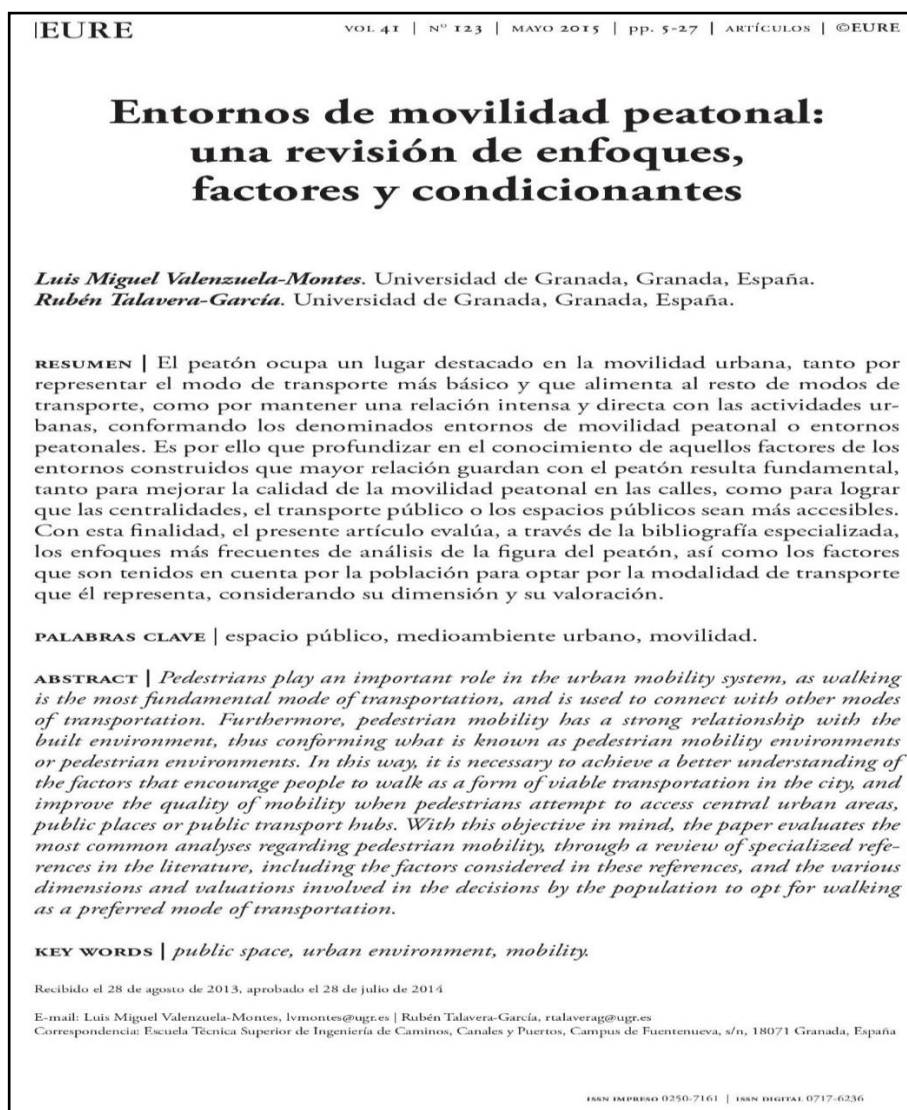 |EURE
VOL 41 | Nº 123 | MAYO 2015 | pp. 5-27 | ARTÍCULOS | ©EURE
Entornos de movilidad peatonal:
una revisión de enfoques,
factores y condicionantes
Luis Miguel Valenzuela-Montes. Universidad de Granada, Granada, España.
Rubén Talavera-García. Universidad de Granada, Granada, España.
RESUMEN | El peatón ocupa un lugar destacado en la movilidad urbana, tanto por
representar el modo de transporte más básico y que alimenta al resto de modos de
transporte, como por mantener una relación intensa y directa con las actividades ur-
banas, conformando los denominados entornos de movilidad peatonal o entornos
peatonales. Es por ello que profundizar en el conocimiento de aquellos factores de los
entornos construidos que mayor relación guardan con el peatón resulta fundamental,
tanto para mejorar la calidad de la movilidad peatonal en las calles, como para lograr
que las centralidades, el transporte público o los espacios públicos sean más accesibles.
Con esta finalidad, el presente artículo evalúa, a través de la bibliografía especializada,
los enfoques más frecuentes de análisis de la figura del peatón, así como los factores
que son tenidos en cuenta por la población para optar por la modalidad de transporte
que él representa, considerando su dimensión y su valoración.
PALABRAS CLAVE | espacio público, medioambiente urbano, movilidad.
ABSTRACT | Pedestrians play an important role in the urban mobility system, as walking
is the most fundamental mode of transportation, and is used to connect with other modes
of transportation. Furthermore, pedestrian mobility has a strong relationship with the
built environment, thus conforming what is known as pedestrian mobility environments
or pedestrian environments. In this way, it is necessary to achieve a better understanding of
the factors that encourage people to walk as a form of viable transportation in the city, and
improve the quality of mobility when pedestrians attempt to access central urban areas,
public places or public transport hubs. With this objective in mind, the paper evaluates the
most common analyses regarding pedestrian mobility, through a review of specialized refe-
rences in the literature, including the factors considered in these references, and the various
dimensions and valuations involved in the decisions by the population to opt for walking
as a preferred mode of transportation.
KEY WORDS | public space, urban environment, mobility.
Recibido el 28 de agosto de 2013, aprobado el 28 de julio de 2014
E-mail: Luis Miguel Valenzuela-Montes, lvmontes@ugr.es | Rubén Talavera-García, rtalaverag@ugr.es
Correspondencia: Escuela Técnica Superior de Ingeniería de Caminos, Canales y Puertos, Campus de Fuentenueva, s/n, 18071 Granada, España
ISSN IMPRESO 0250-7161 | ISSN DIGITAL 0717-6236